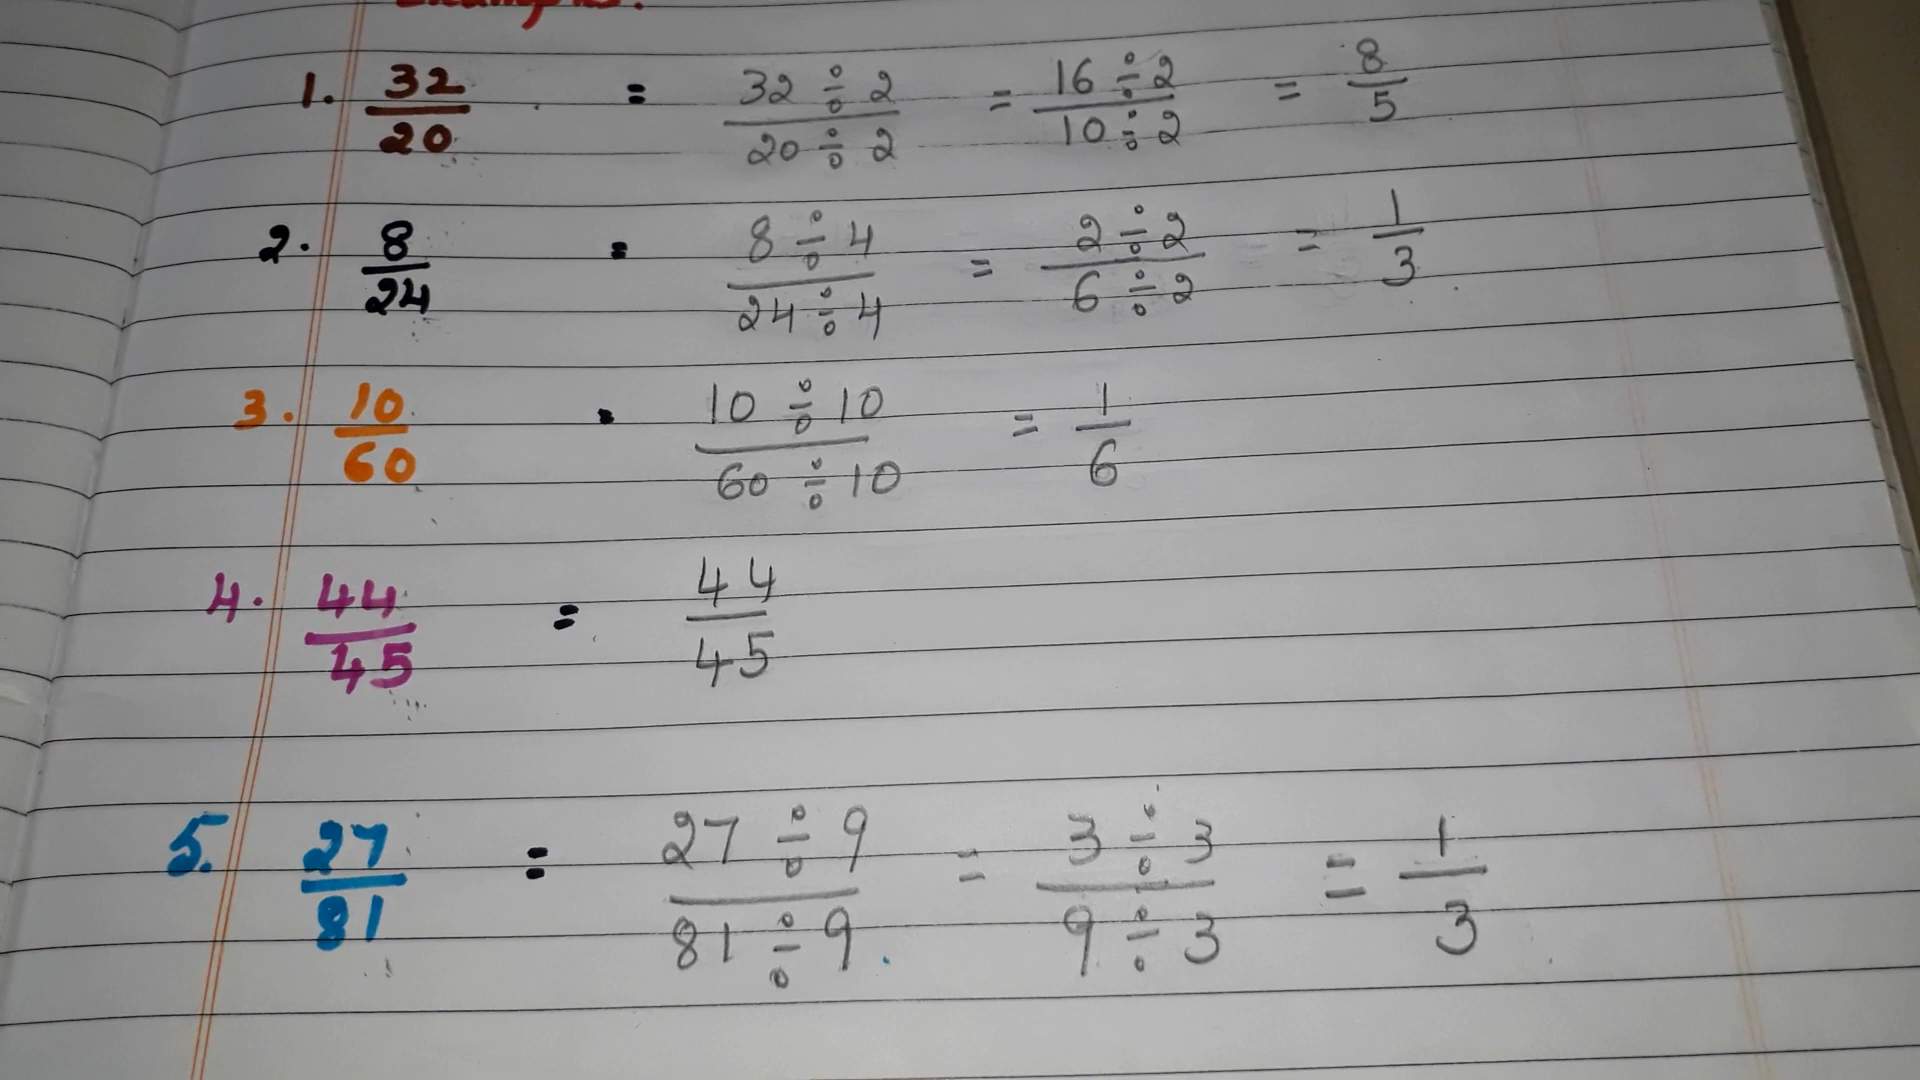 Examples:
1. 32/20 = 32 ÷ 2/20 ÷ 2 = 16 ÷ 2/10 ÷ 2 = 8/5
2. 8/24 = 8 ÷ 4/24 ÷ 4 = 2 ÷ 2/6 ÷ 2 = 1/3
3. 10/60 = 10 ÷ 10/60 ÷ 10 = 1/6
4. 44/45 = 44/45
5. 27/81 = 27 ÷ 9/81 ÷ 9 = 3 ÷ 3/9 ÷ 3 = 1/3